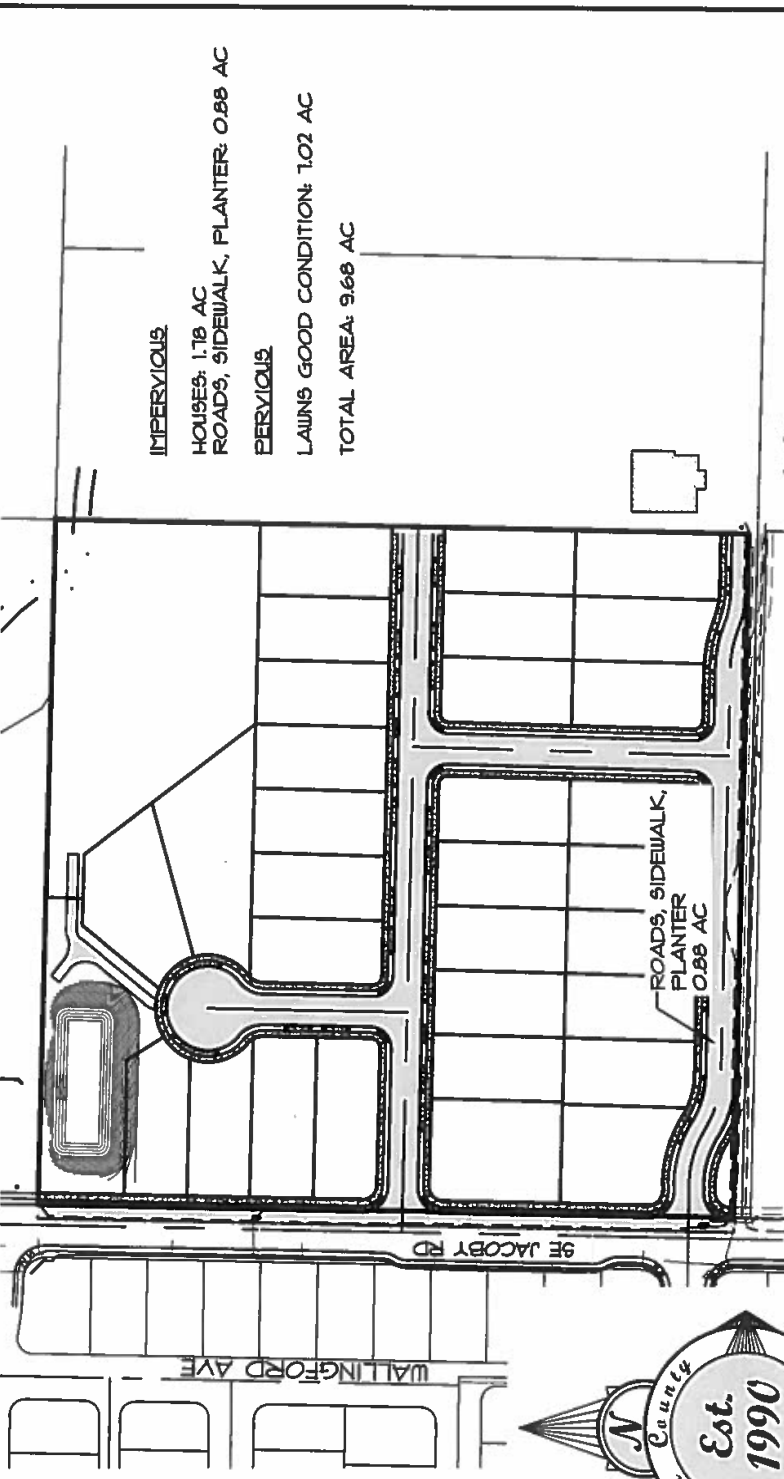 IMPERVIOUS
HOUSES: 1.78 AC
ROADS, SIDEWALK, PLANTER: 0.88 AC
PERVIOUS
LAWNS GOOD CONDITION: 7.02 AC
TOTAL AREA: 9.68 AC
ROADS, SIDEWALK,
PLANTER
0.88 AC
SE JACOBY RD
WALLINGFORD AVE
N
County
Est.
1990